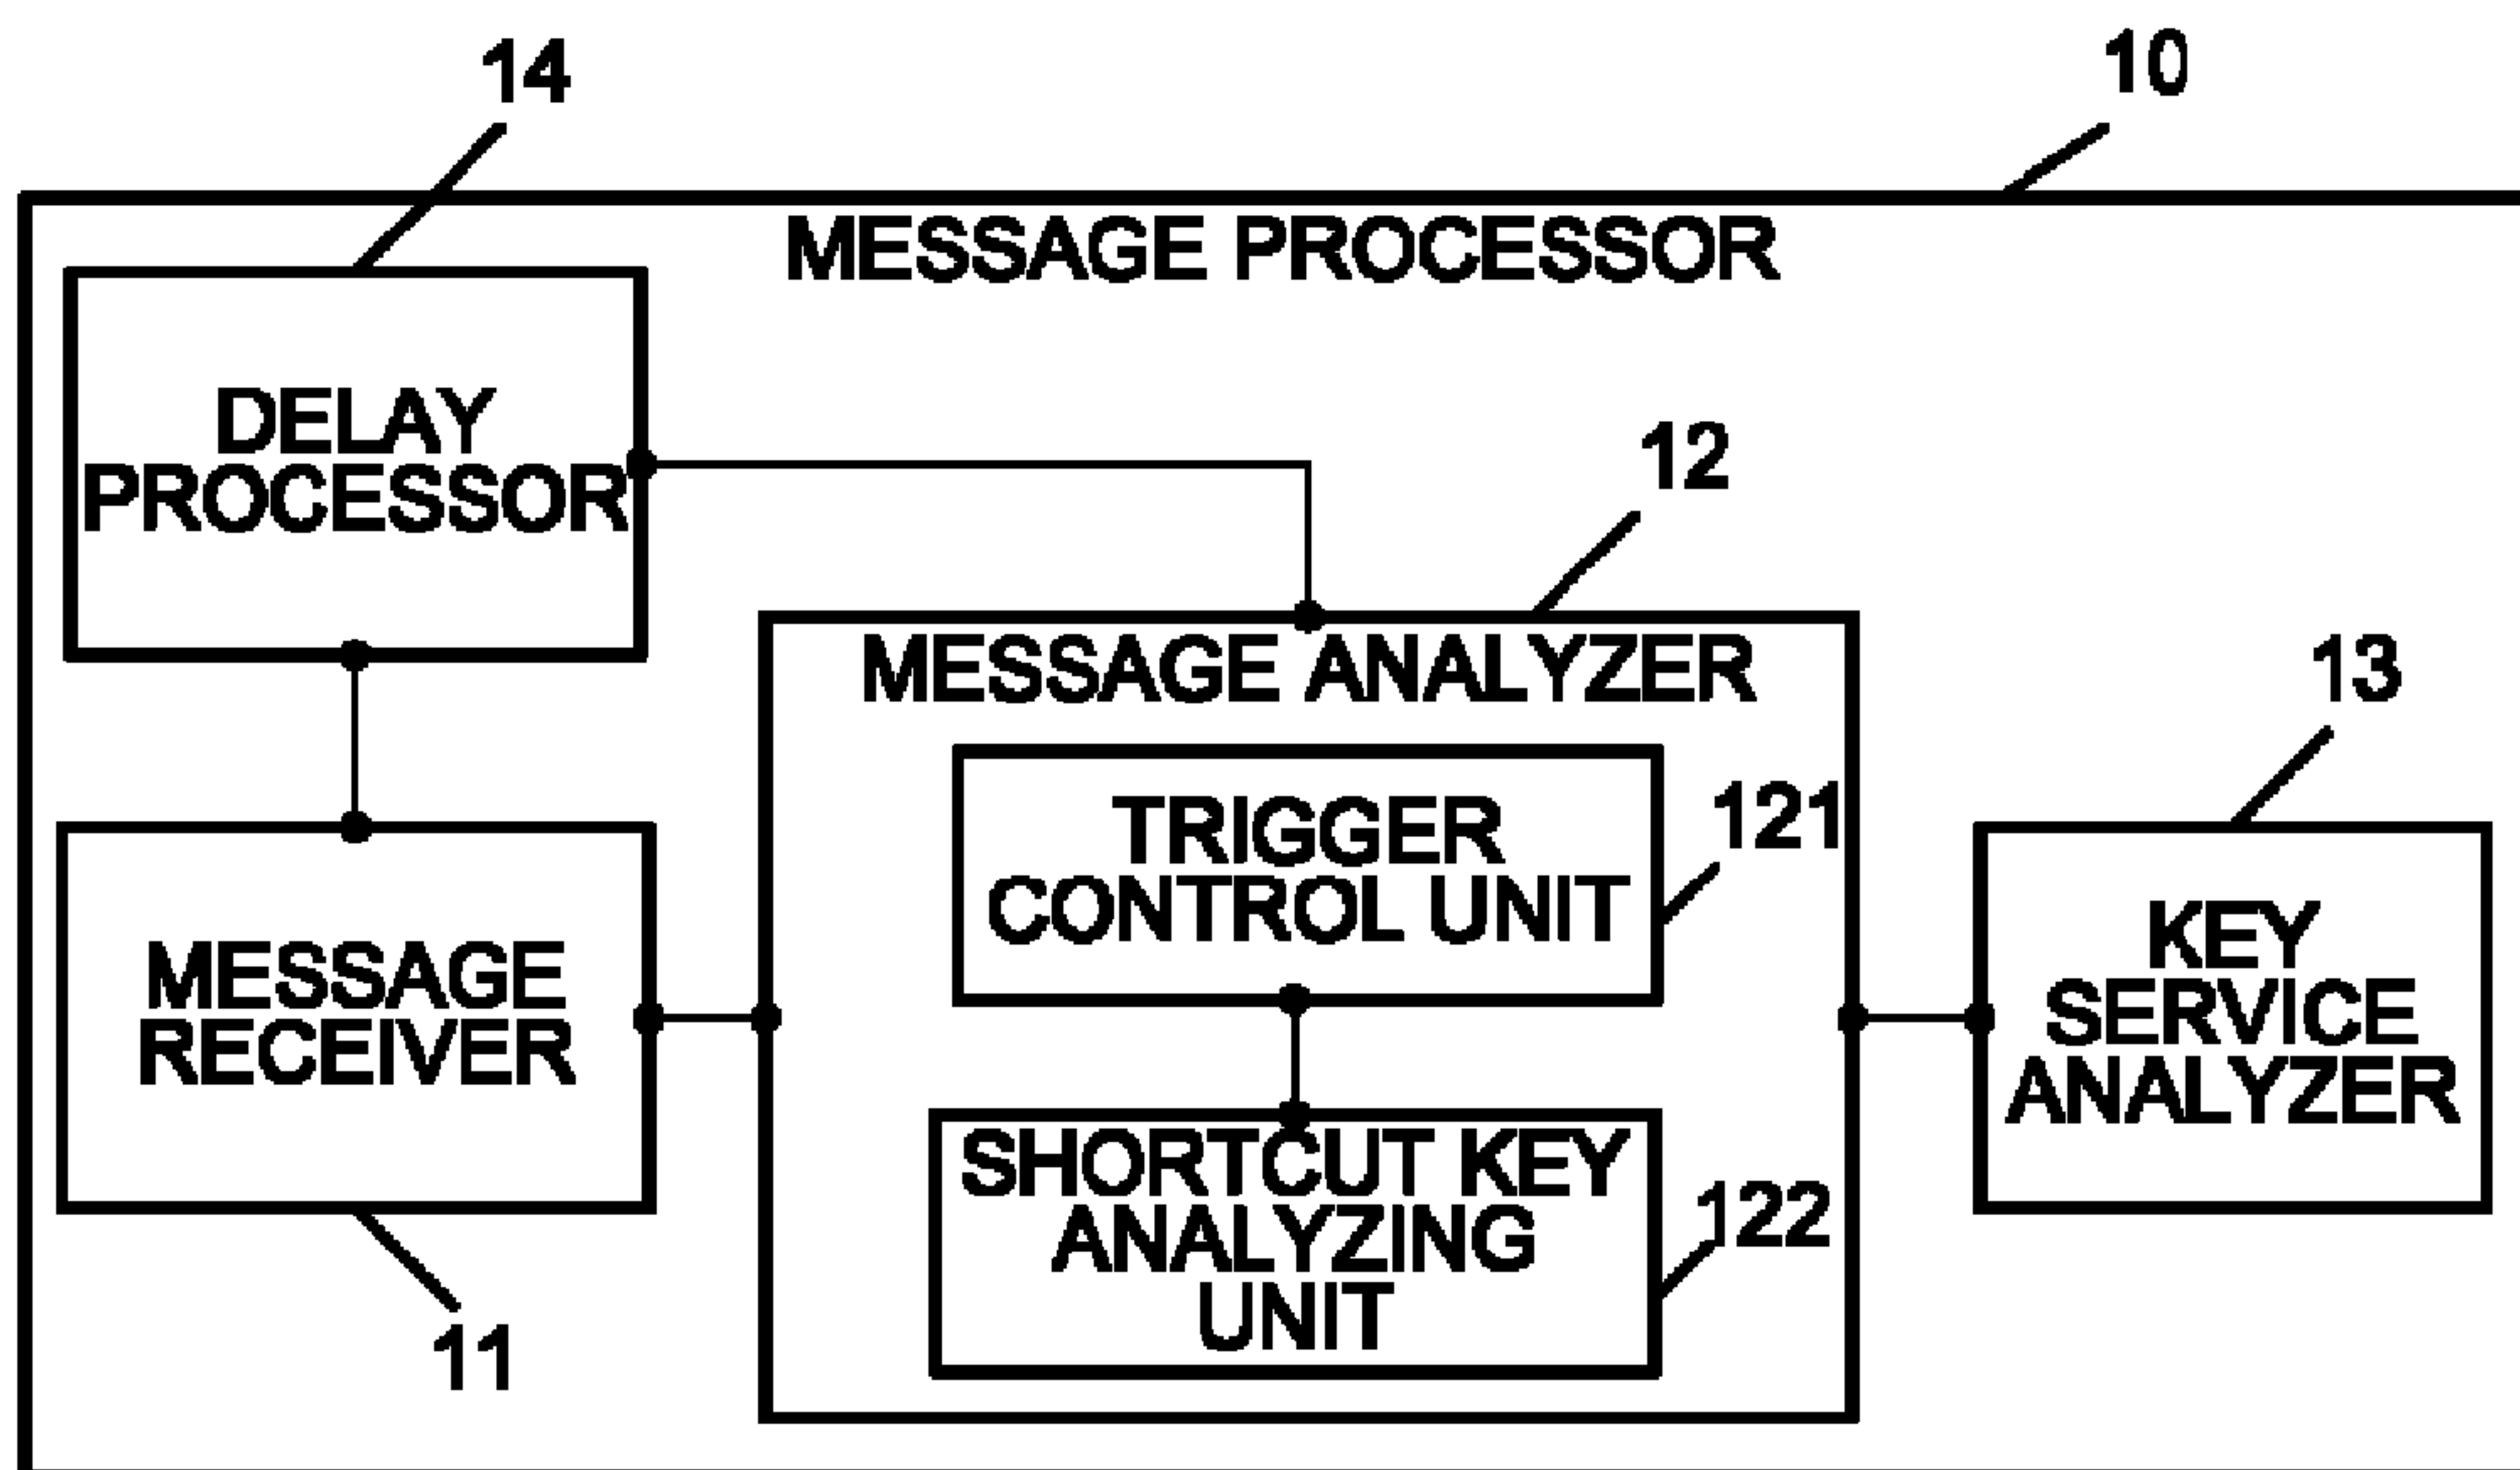 14
10
MESSAGE PROCESSOR
DELAY
PROCESSOR
12
MESSAGE ANALYZER
13
TRIGGER
CONTROL UNIT
121
MESSAGE
RECEIVER
KEY
SERVICE
ANALYZER
SHORTCUT KEY
ANALYZING
UNIT
122
11